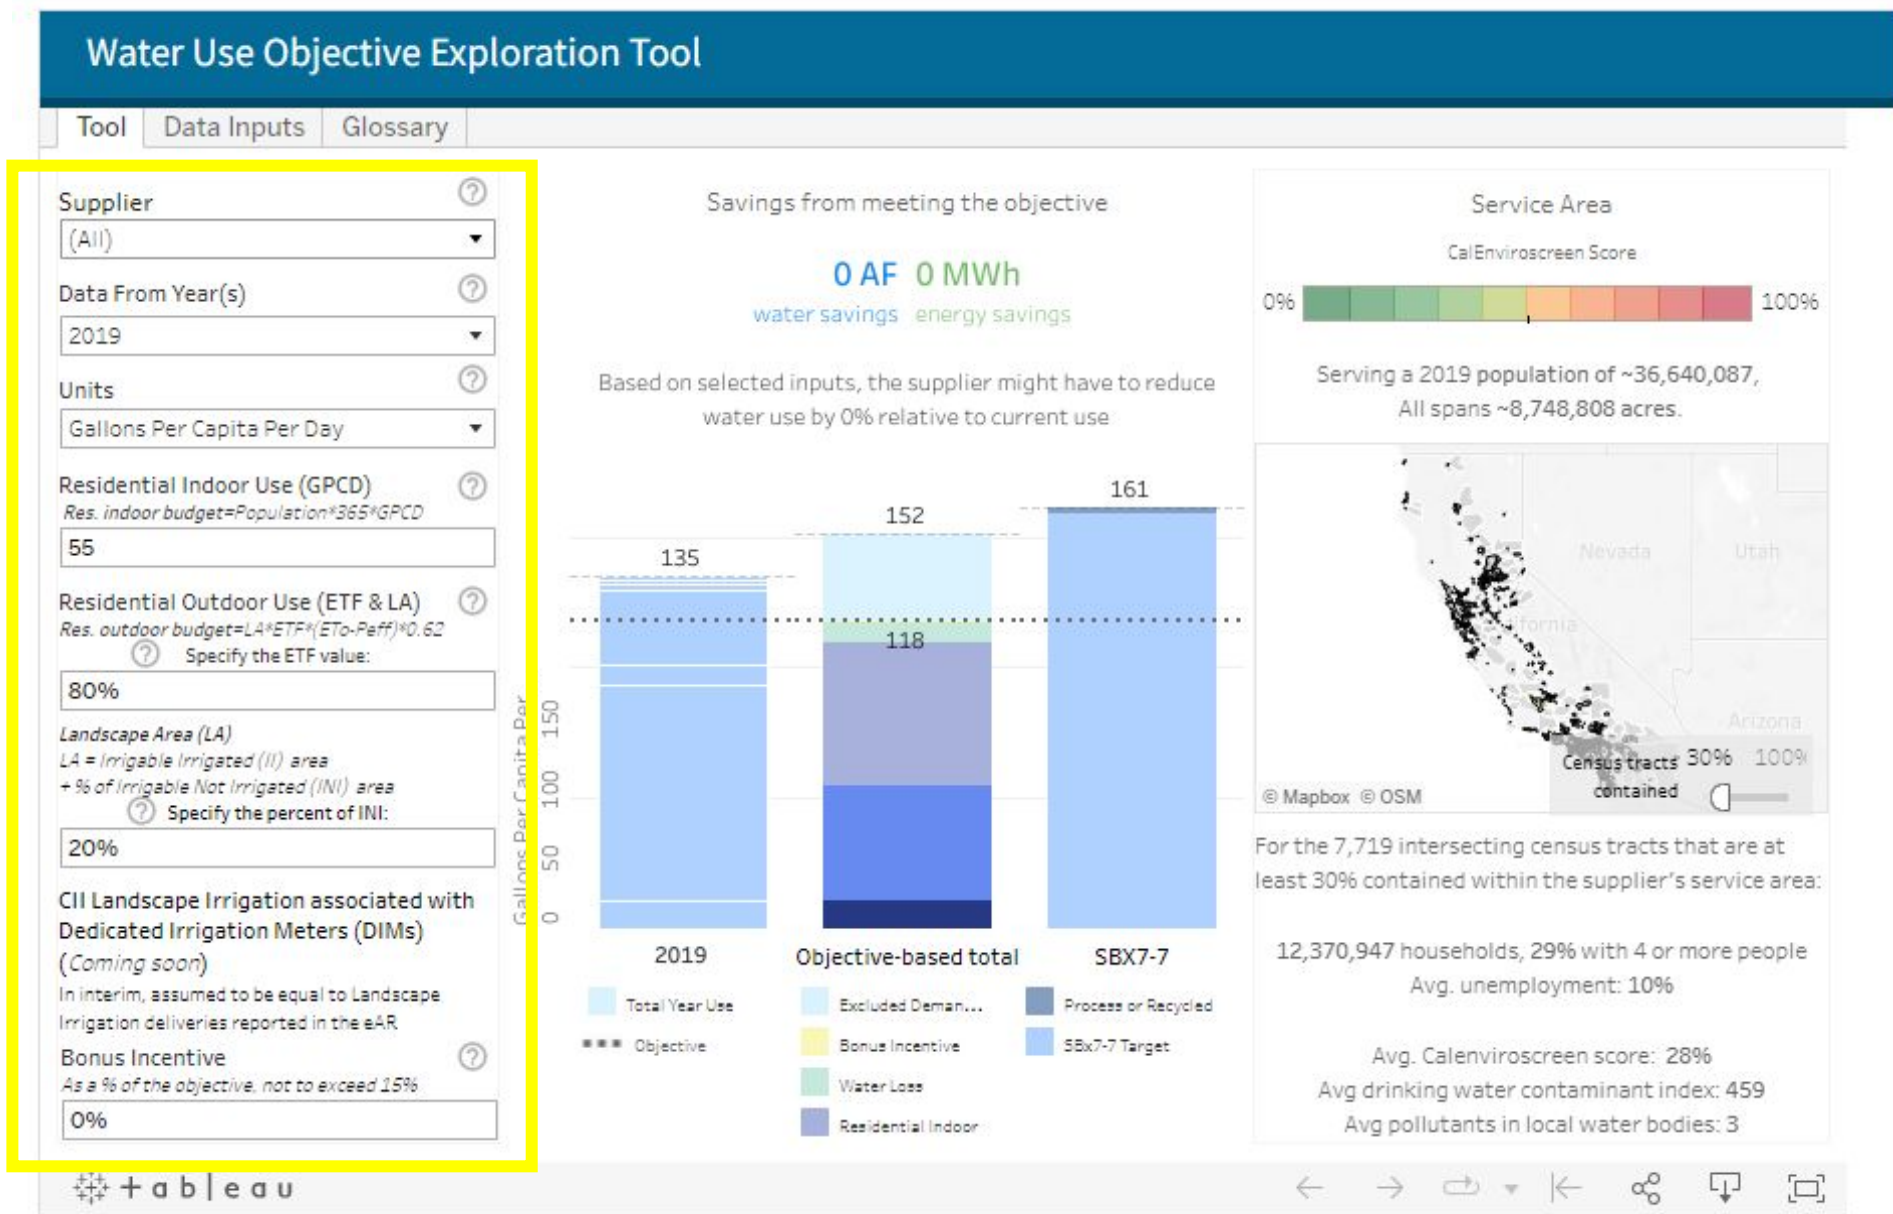 Water Use Objective Exploration Tool
Tool
Data Inputs
Glossary
Supplier
(All)
Data From Year(s)
2019
Units
Gallons Per Capita Per Day
Residential Indoor Use (GPCD)
Res. indoor budget=Population*365*GPCD
55
Residential Outdoor Use (ETF & LA)
Res. outdoor budget=LA*ETF*(ETo-Peff)*0.62
Specify the ETF value:
80%
Landscape Area (LA)
LA = Irrigable Irrigated (II) area
+ % of Irrigable Not Irrigated (INI) area
Specify the percent of INI:
20%
CII Landscape Irrigation associated with
Dedicated Irrigation Meters (DIMs)
(Coming soon)
In interim, assumed to be equal to Landscape
Irrigation deliveries reported in the eAR
Bonus Incentive
As a % of the objective, not to exceed 15%
0%
Savings from meeting the objective
0 AF 0 MWh
water savings energy savings
Based on selected inputs, the supplier might have to reduce
water use by 0% relative to current use
135
152
118
161
Gallons Per Capita Per
150
100
50
0
2019
Objective-based total
SBX7-7
Total Year Use
Objective
Excluded Deman...
Bonus Incentive
Water Loss
Residential Indoor
Process or Recycled
SBx7-7 Target
Service Area
CalEnviroscreen Score
0%
100%
Serving a 2019 population of ~36,640,087,
All spans ~8,748,808 acres.
Nevada
Utah
Arizona
Census tracts
contained
30%
100%
© Mapbox © OSM
For the 7,719 intersecting census tracts that are at
least 30% contained within the supplier's service area:
12,370,947 households, 29% with 4 or more people
Avg. unemployment: 10%
Avg. Calenviroscreen score: 28%
Avg drinking water contaminant index: 459
Avg pollutants in local water bodies: 3
+ableau